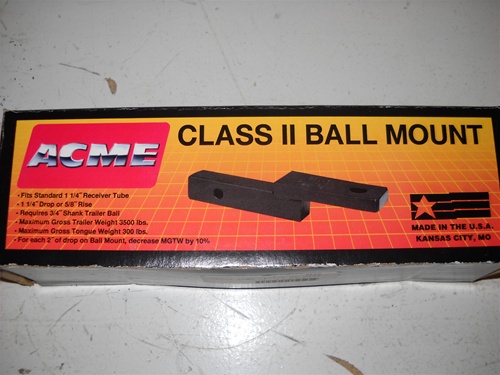 ACME
CLASS II BALL MOUNT
• Fits Standard 1 1/4" Receiver Tube
• 1 1/4" Drop or 5/8" Rise
• Requires 3/4" Shank Trailer Ball
• Maximum Gross Trailer Weight 3500 lbs.
• Maximum Gross Tongue Weight 300 lbs.
• For each 2" of drop on Ball Mount, decrease MGTW by 10%
MADE IN THE U.S.A.
KANSAS CITY, MO